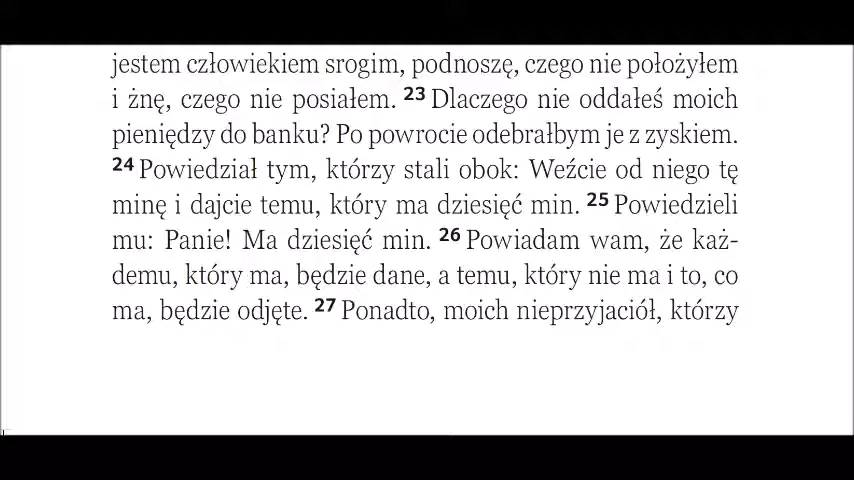 jestem człowiekiem srogim, podnoszę, czego nie położyłem
i żnę, czego nie posiałem. 23 Dlaczego nie oddałeś moich
pieniędzy do banku? Po powrocie odebrałbym je z zyskiem.
24 Powiedział tym, którzy stali obok: Weźcie od niego tę
minę i dajcie temu, który ma dziesięć min. 25 Powiedzieli
mu: Panie! Ma dziesięć min. 26 Powiadam wam, że każ-
demu, który ma, będzie dane, a temu, który nie ma i to, co
ma, będzie odjęte. 27 Ponadto, moich nieprzyjaciół, którzy